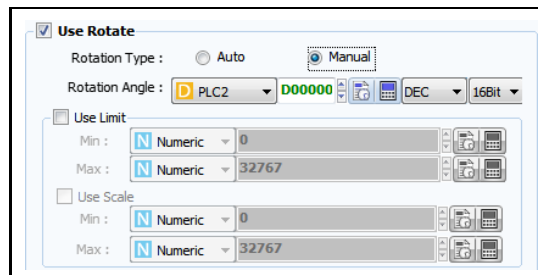 Use Rotate
Rotation Type : Auto Manual
Rotation Angle : D PLC2 D00000 DEC 16Bit
Use Limit
Min : N Numeric 0
Max : N Numeric 32767
Use Scale
Min : N Numeric 0
Max : N Numeric 32767